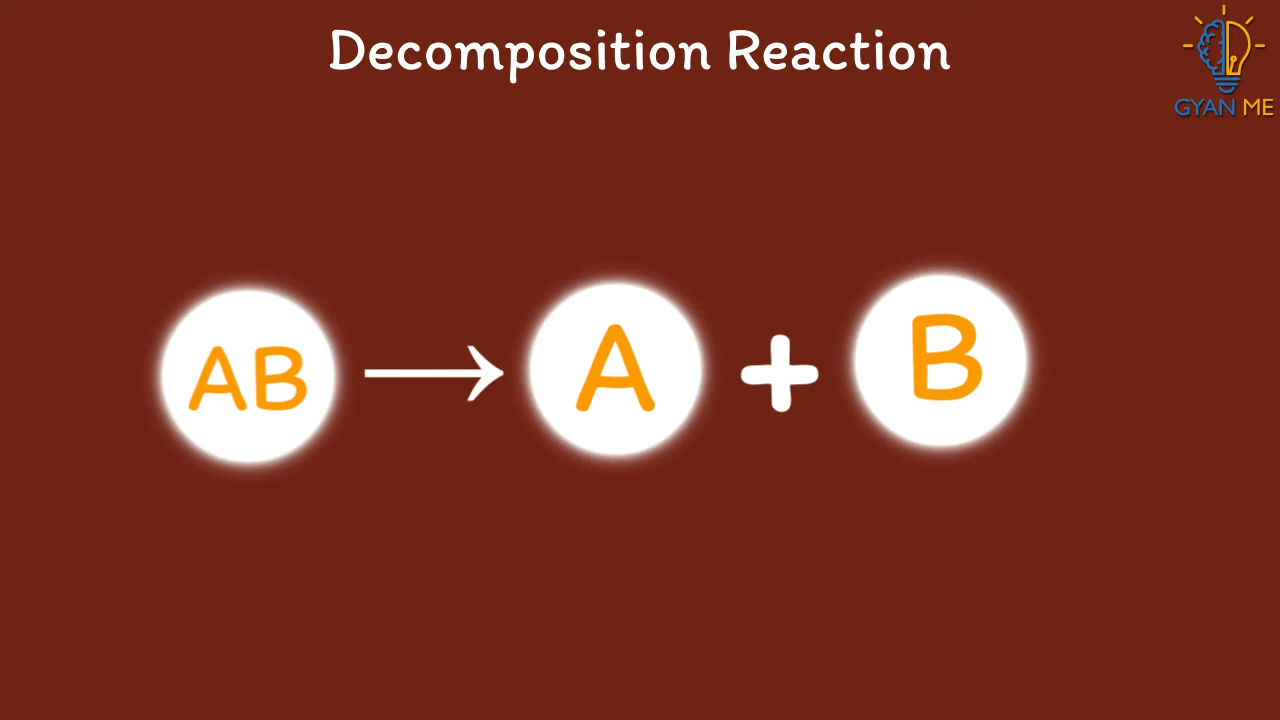 Decomposition Reaction
GYAN ME
AB → A + B